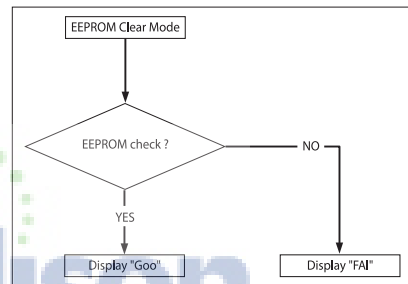 EEPROM Clear Mode
EEPROM check ?
NO
YES
Display "Goo"
Display "FAI"